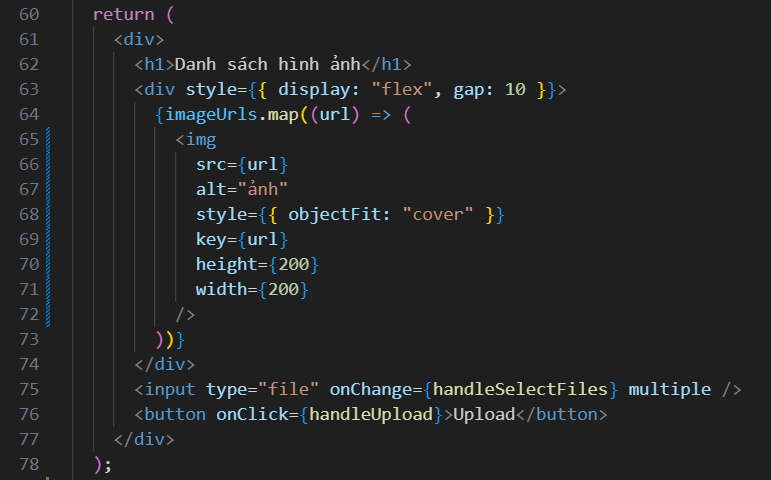 60 return (
61 <div>
62 <h1>Danh sách hình ảnh</h1>
63 <div style={{ display: "flex", gap: 10 }}>
64 {imageUrls.map((url) => (
65 <img
66 src={url}
67 alt="ảnh"
68 style={{ objectFit: "cover" }}
69 key={url}
70 height={200}
71 width={200}
72 />
73 ))}
74 </div>
75 <input type="file" onChange={handleSelectFiles} multiple />
76 <button onClick={handleUpload}>Upload</button>
77 </div>
78 );